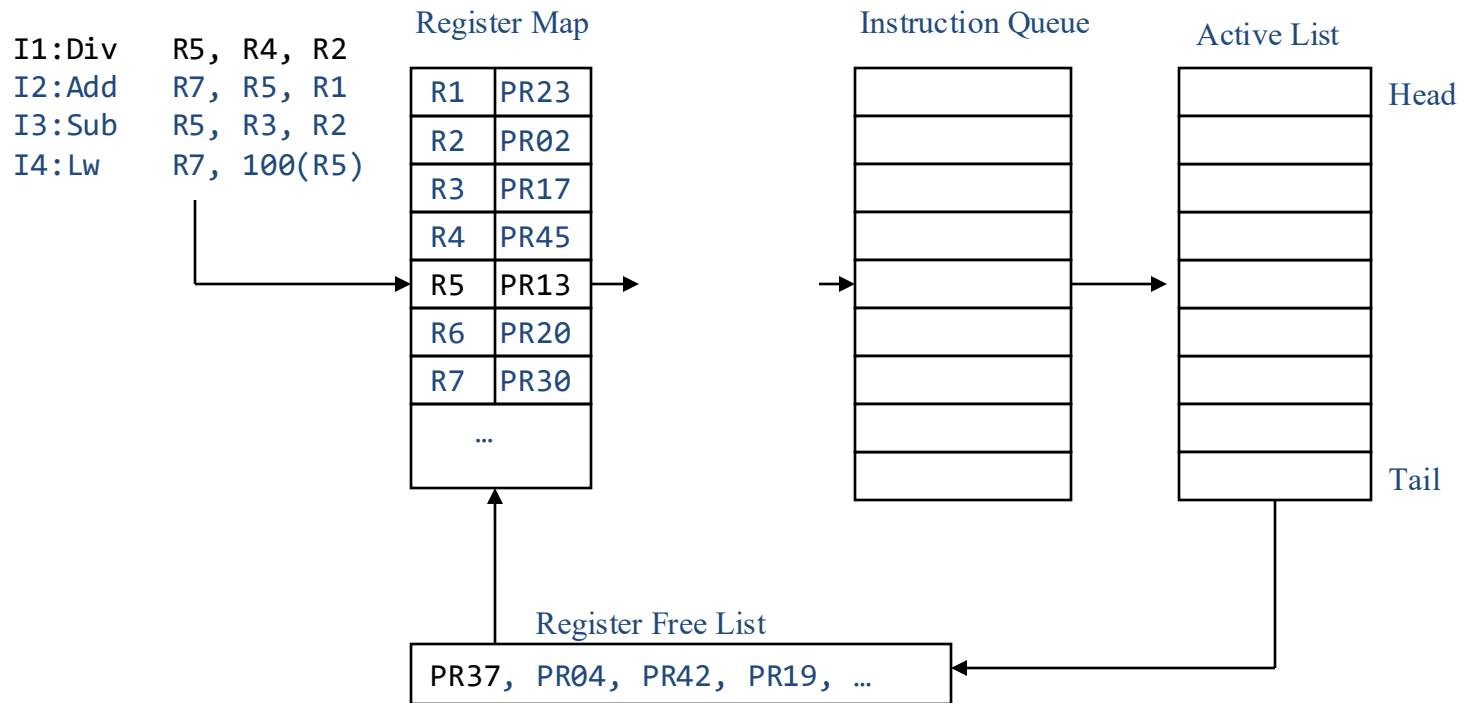 Register Map
Instruction Queue
Active List
I1:Div R5, R4, R2
I2:Add R7, R5, R1
I3:Sub R5, R3, R2
I4:Lw R7, 100(R5)
R1 PR23
R2 PR02
R3 PR17
R4 PR45
R5 PR13
R6 PR20
R7 PR30
…
Head
Tail
Register Free List
PR37, PR04, PR42, PR19, …